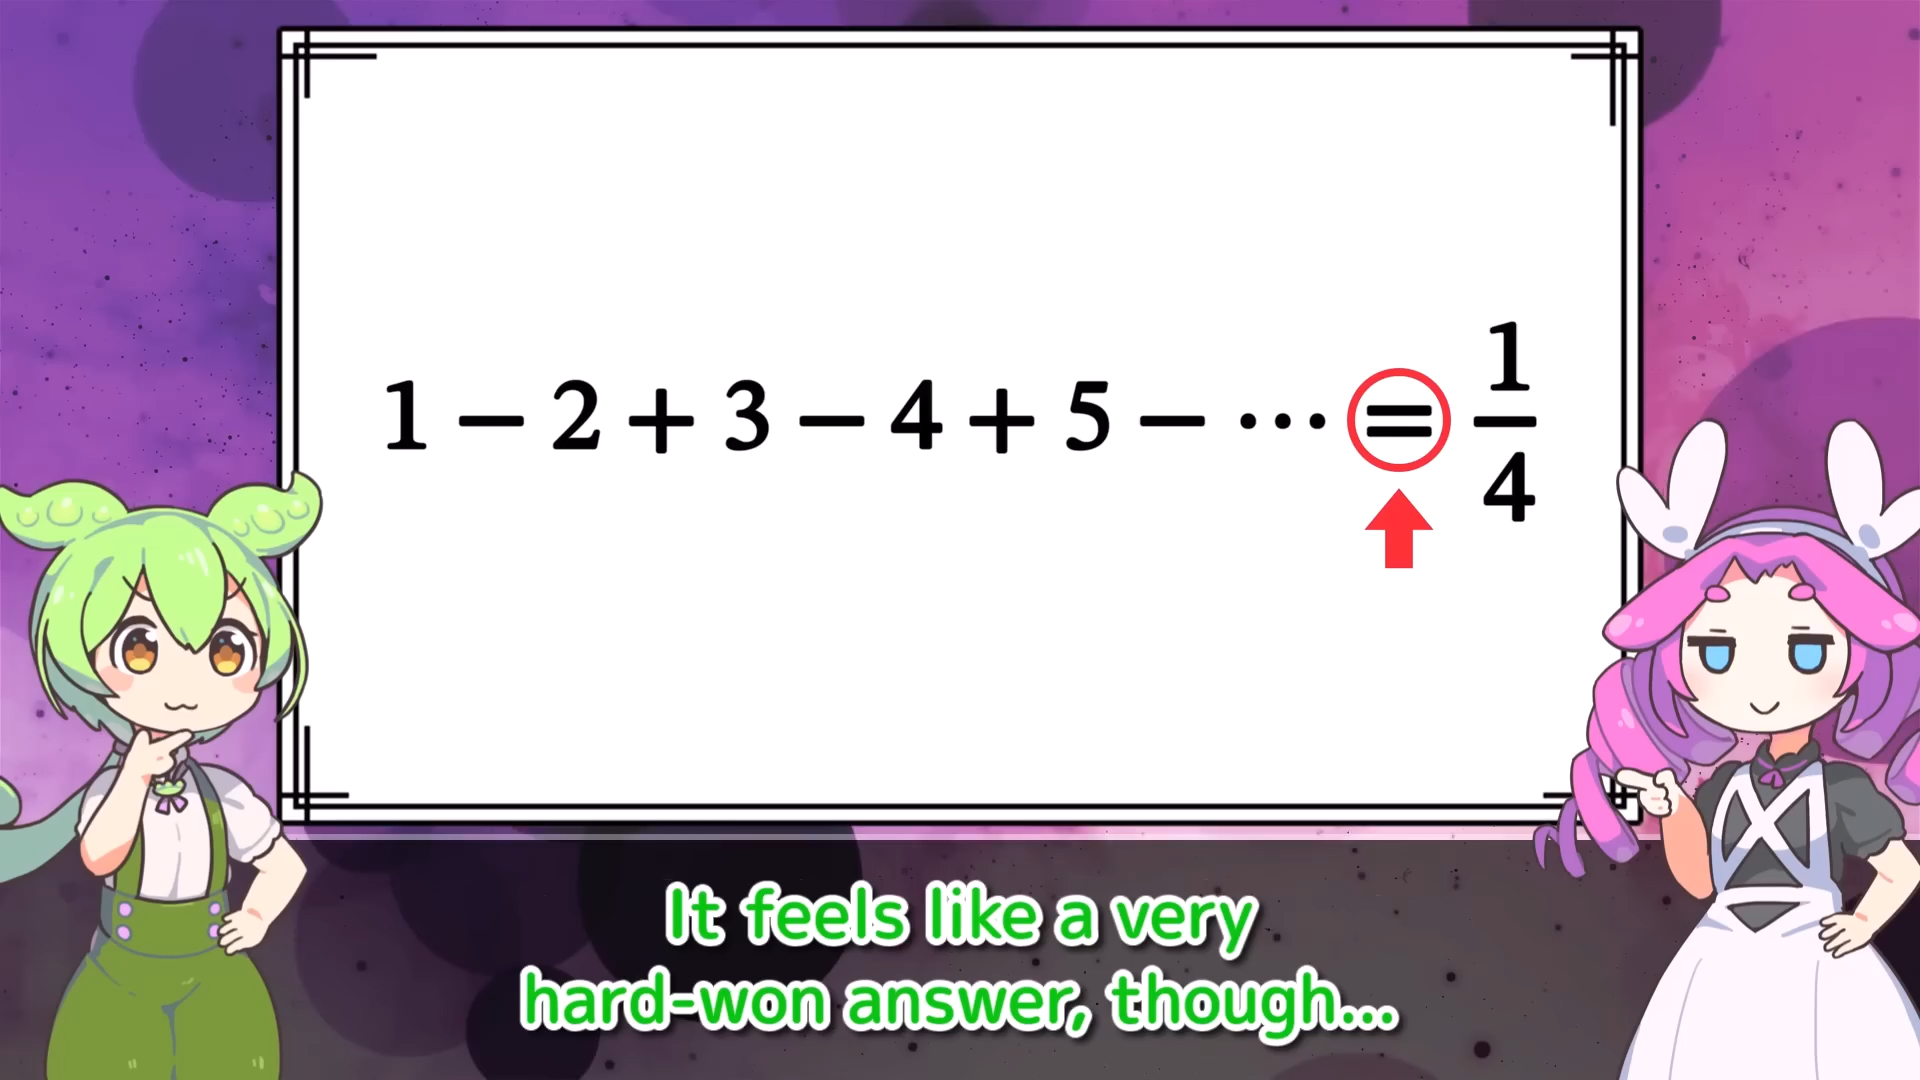 1 − 2 + 3 − 4 + 5 − ⋯ = 1/4
It feels like a very
hard-won answer, though...